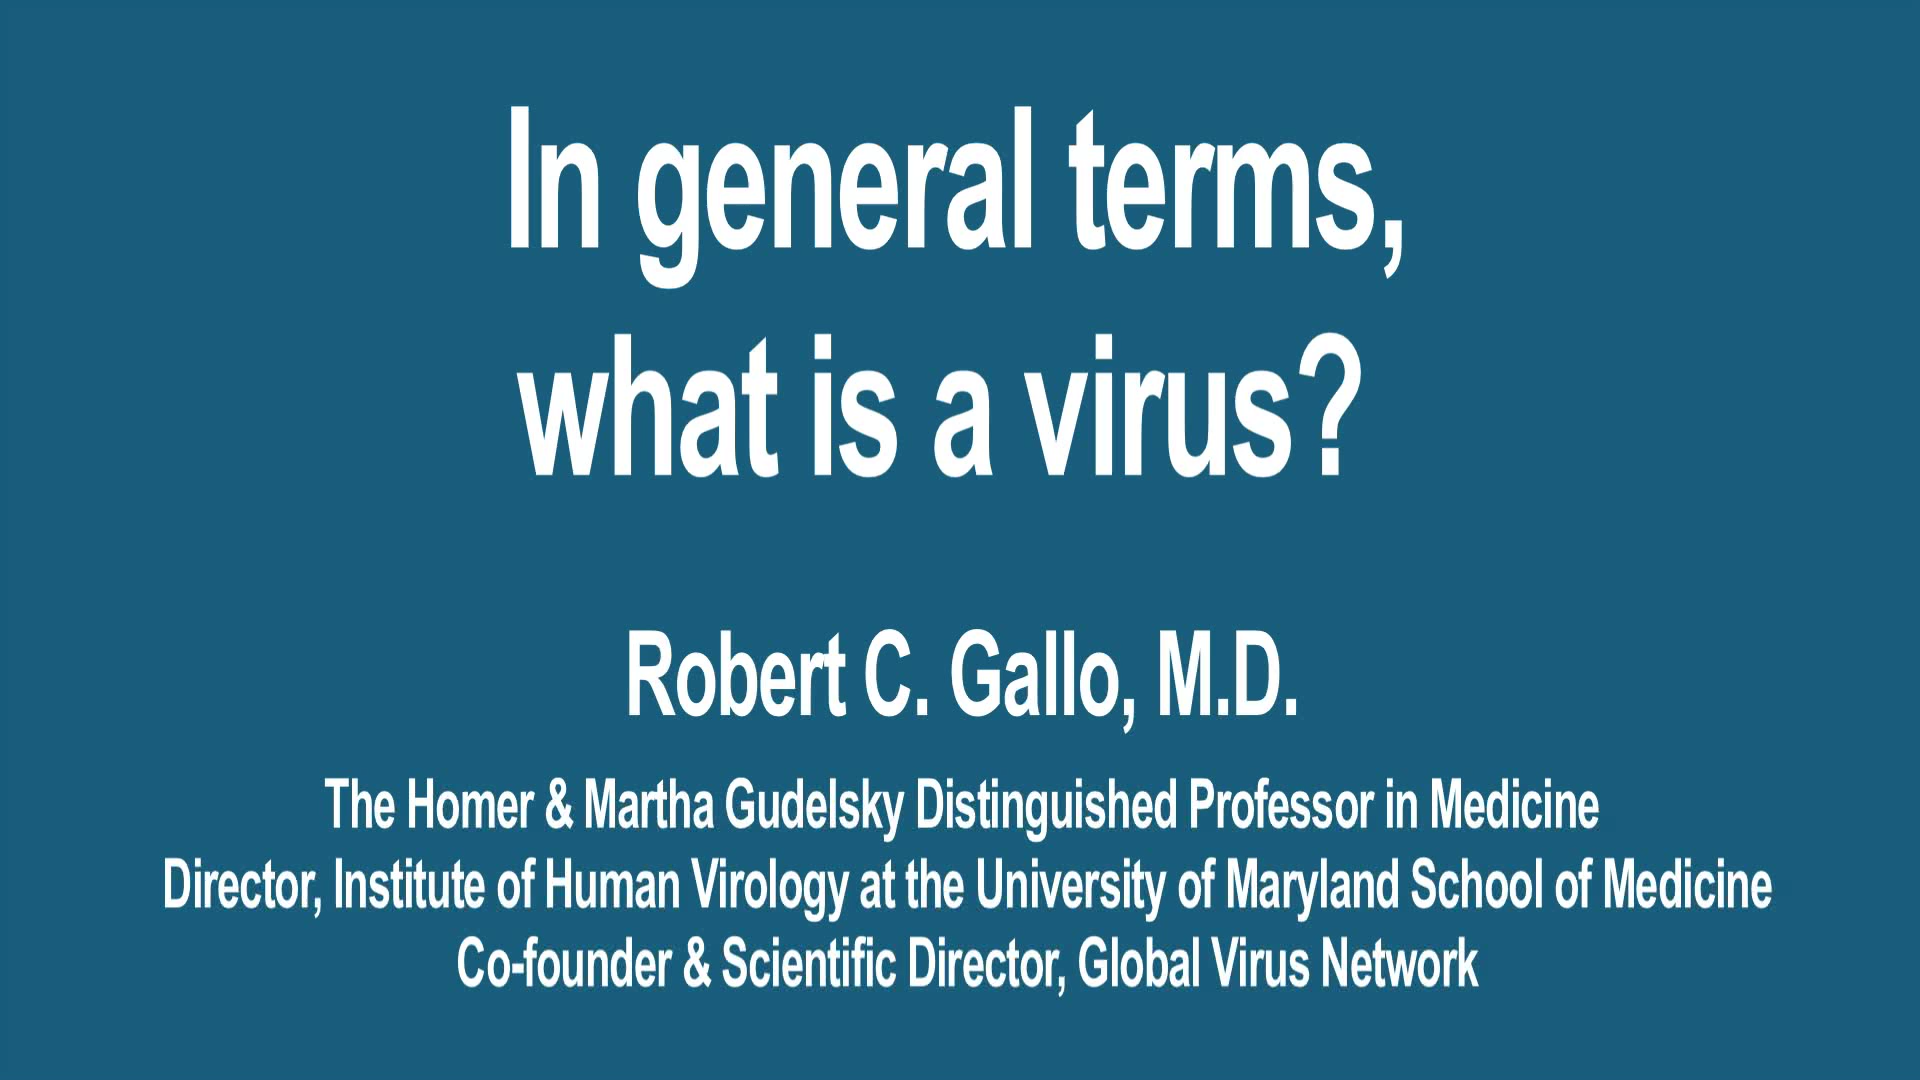 In general terms,
what is a virus?
Robert C. Gallo, M.D.
The Homer & Martha Gudelsky Distinguished Professor in Medicine
Director, Institute of Human Virology at the University of Maryland School of Medicine
Co-founder & Scientific Director, Global Virus Network